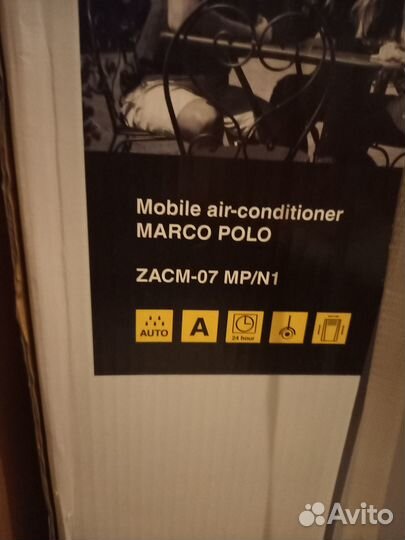 Mobile air-conditioner
MARCO POLO
ZACM-07 MP/N1
AUTO
A
24 hour
Avito